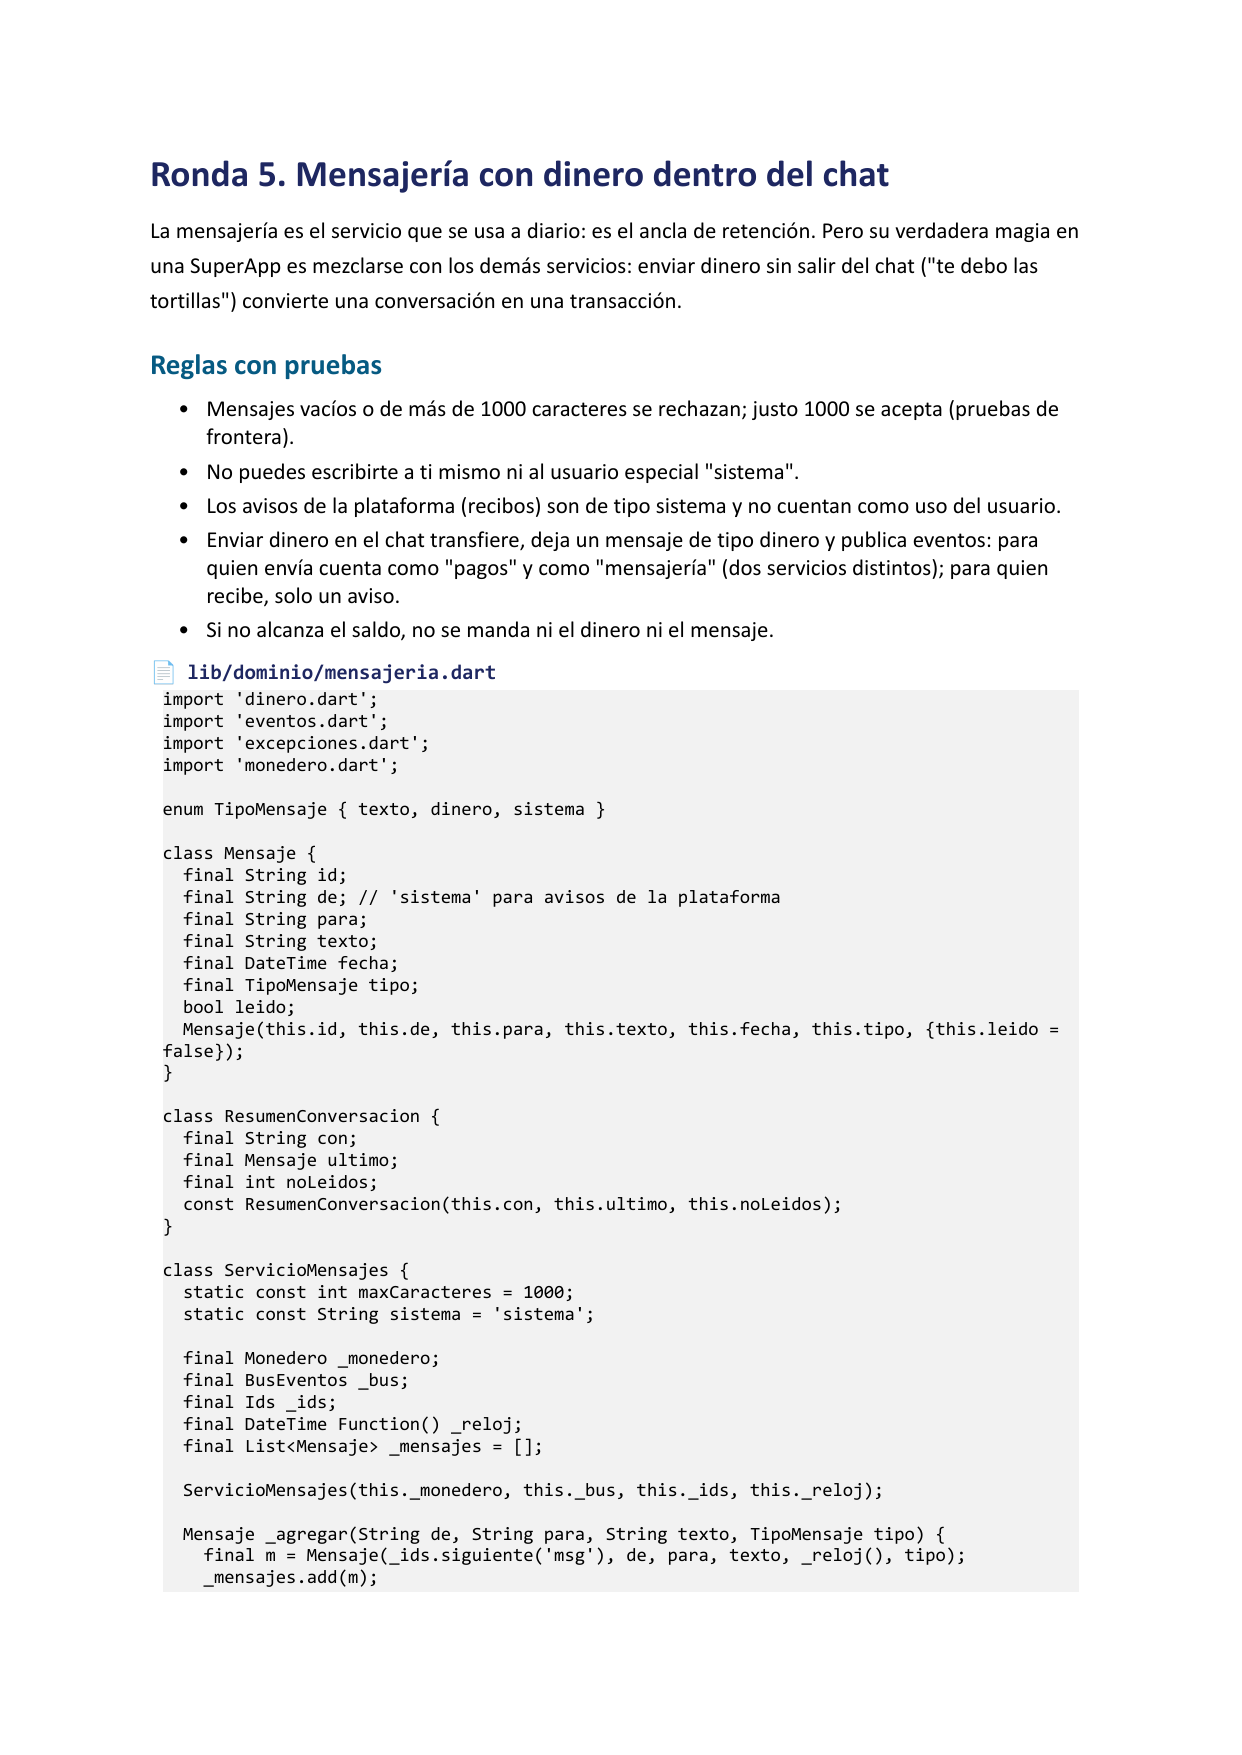 Ronda 5. Mensajería con dinero dentro del chat
La mensajería es el servicio que se usa a diario: es el ancla de retención. Pero su verdadera magia en
una SuperApp es mezclarse con los demás servicios: enviar dinero sin salir del chat ("te debo las
tortillas") convierte una conversación en una transacción.
Reglas con pruebas
• Mensajes vacíos o de más de 1000 caracteres se rechazan; justo 1000 se acepta (pruebas de
frontera).
• No puedes escribirte a ti mismo ni al usuario especial "sistema".
• Los avisos de la plataforma (recibos) son de tipo sistema y no cuentan como uso del usuario.
• Enviar dinero en el chat transfiere, deja un mensaje de tipo dinero y publica eventos: para
quien envía cuenta como "pagos" y como "mensajería" (dos servicios distintos); para quien
recibe, solo un aviso.
• Si no alcanza el saldo, no se manda ni el dinero ni el mensaje.
📄 lib/dominio/mensajeria.dart
import 'dinero.dart';
import 'eventos.dart';
import 'excepciones.dart';
import 'monedero.dart';

enum TipoMensaje { texto, dinero, sistema }

class Mensaje {
  final String id;
  final String de; // 'sistema' para avisos de la plataforma
  final String para;
  final String texto;
  final DateTime fecha;
  final TipoMensaje tipo;
  bool leido;
  Mensaje(this.id, this.de, this.para, this.texto, this.fecha, this.tipo, {this.leido =
false});
}

class ResumenConversacion {
  final String con;
  final Mensaje ultimo;
  final int noLeidos;
  const ResumenConversacion(this.con, this.ultimo, this.noLeidos);
}

class ServicioMensajes {
  static const int maxCaracteres = 1000;
  static const String sistema = 'sistema';

  final Monedero _monedero;
  final BusEventos _bus;
  final Ids _ids;
  final DateTime Function() _reloj;
  final List<Mensaje> _mensajes = [];

  ServicioMensajes(this._monedero, this._bus, this._ids, this._reloj);

  Mensaje _agregar(String de, String para, String texto, TipoMensaje tipo) {
    final m = Mensaje(_ids.siguiente('msg'), de, para, texto, _reloj(), tipo);
    _mensajes.add(m);